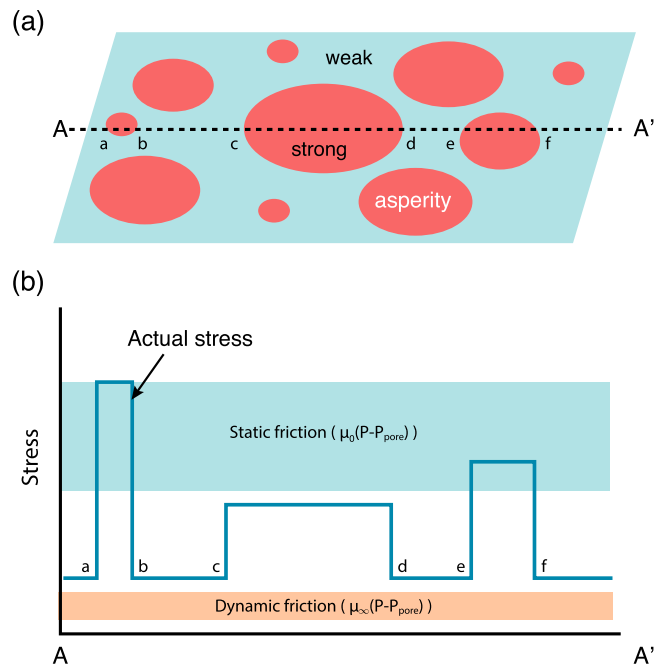 (a)
weak
A
A'
a b c d e f
strong
asperity
(b)
Actual stress
Static friction ( μ₀(P-Ppore) )
Stress
a b c d e f
Dynamic friction ( μ∞(P-Ppore) )
A A'